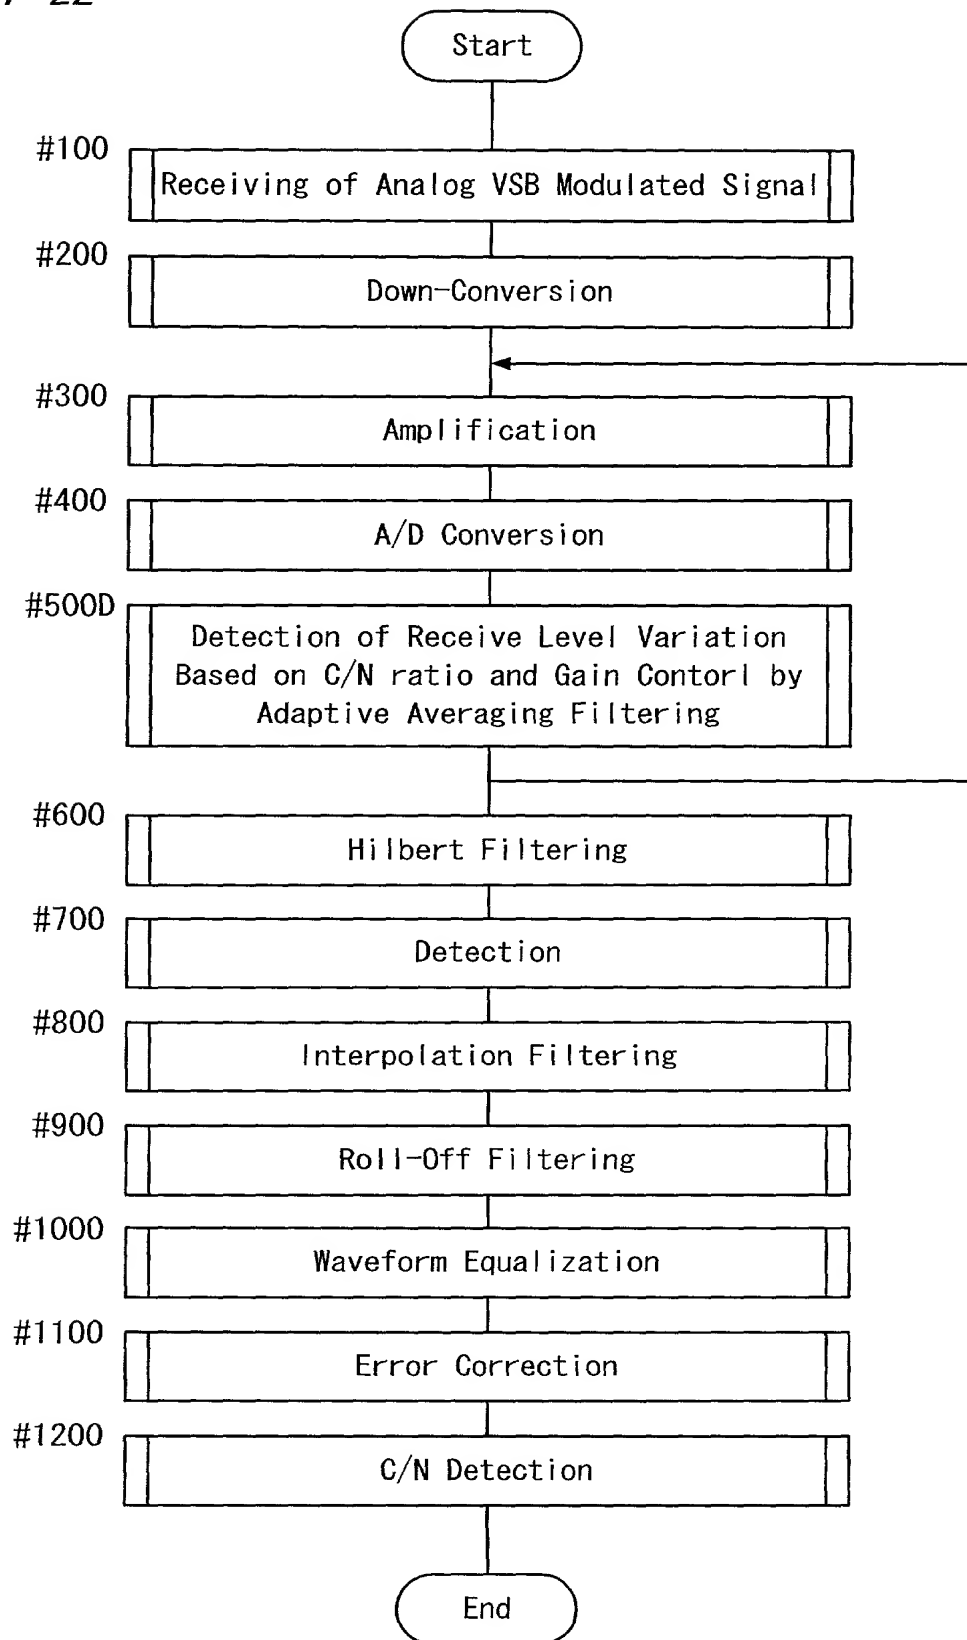 22
Start
#100
Receiving of Analog VSB Modulated Signal
#200
Down-Conversion
#300
Amplification
#400
A/D Conversion
#500D
Detection of Receive Level Variation
Based on C/N ratio and Gain Contorl by
Adaptive Averaging Filtering
#600
Hilbert Filtering
#700
Detection
#800
Interpolation Filtering
#900
Roll-Off Filtering
#1000
Waveform Equalization
#1100
Error Correction
#1200
C/N Detection
End